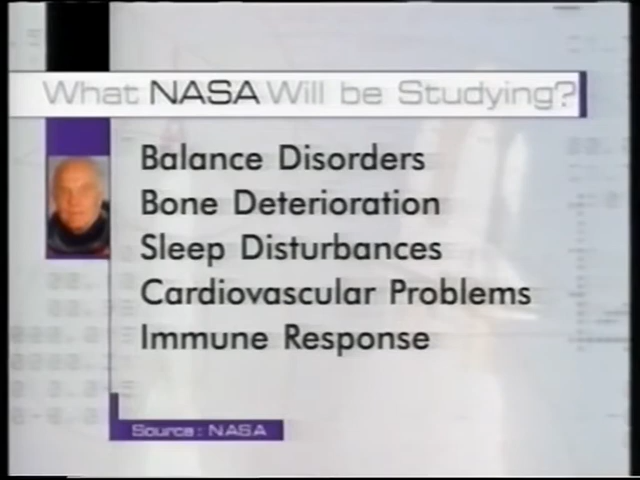 What NASA Will be Studying?
Balance Disorders
Bone Deterioration
Sleep Disturbances
Cardiovascular Problems
Immune Response
Source: NASA